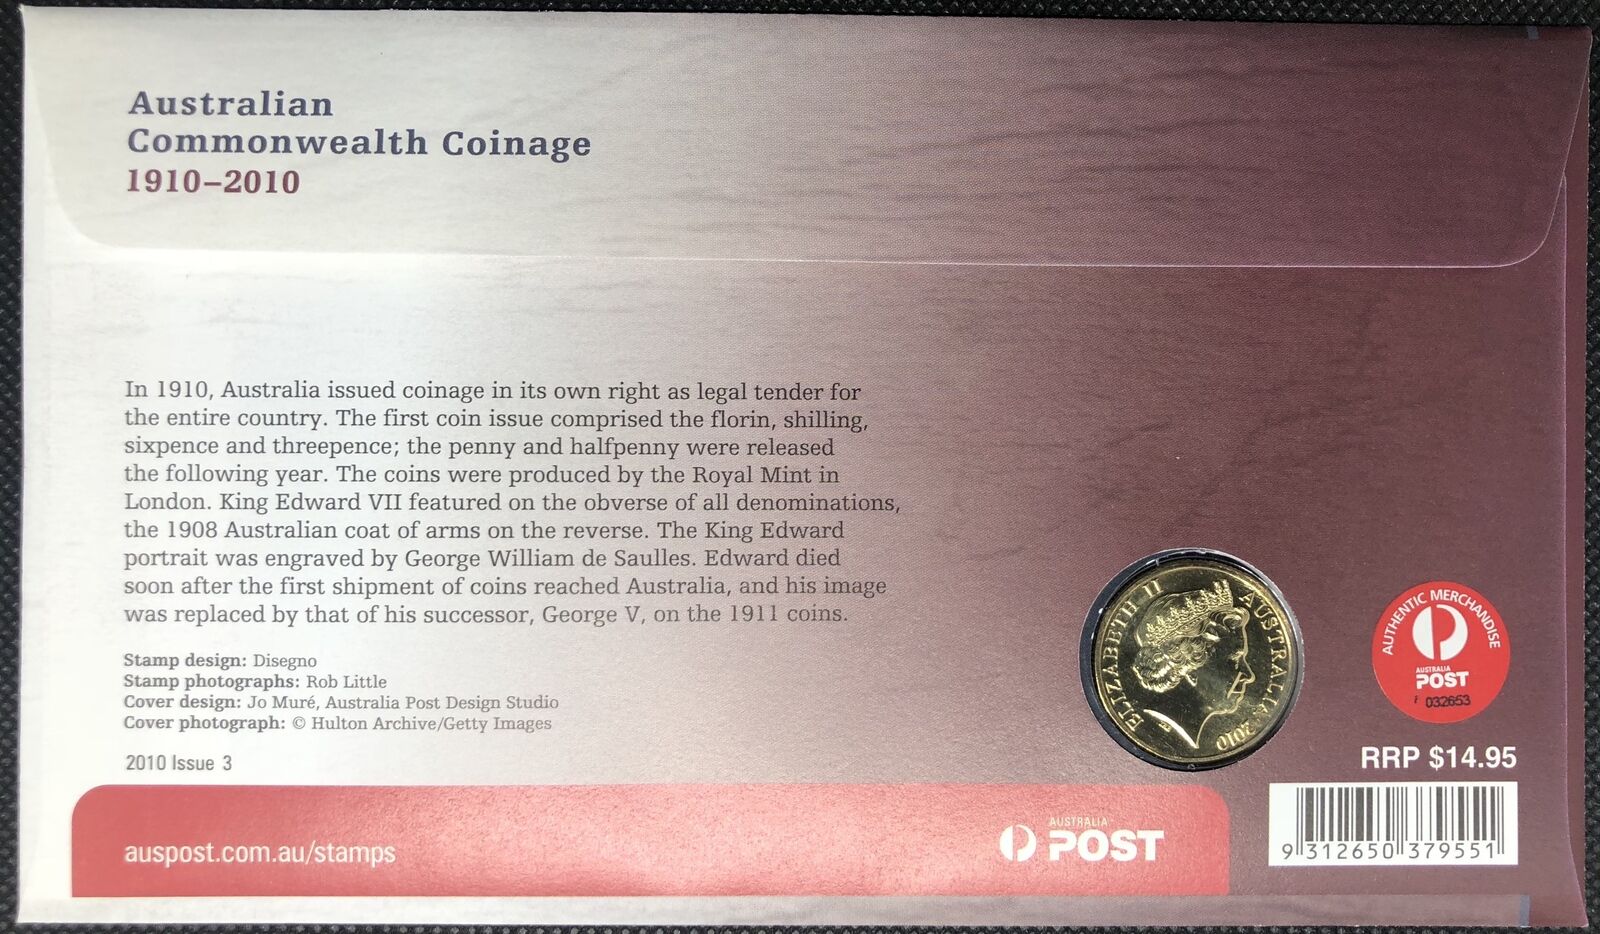 Australian
Commonwealth Coinage
1910–2010
In 1910, Australia issued coinage in its own right as legal tender for
the entire country. The first coin issue comprised the florin, shilling,
sixpence and threepence; the penny and halfpenny were released
the following year. The coins were produced by the Royal Mint in
London. King Edward VII featured on the obverse of all denominations,
the 1908 Australian coat of arms on the reverse. The King Edward
portrait was engraved by George William de Saulles. Edward died
soon after the first shipment of coins reached Australia, and his image
was replaced by that of his successor, George V, on the 1911 coins.
Stamp design: Disegno
Stamp photographs: Rob Little
Cover design: Jo Muré, Australia Post Design Studio
Cover photograph: © Hulton Archive/Getty Images
2010 Issue 3
ELIZABETH II AUSTRALIA 2010
AUTHENTIC MERCHANDISE
AUSTRALIA
POST
032653
RRP $14.95
auspost.com.au/stamps
AUSTRALIA
POST
9 312650 379551